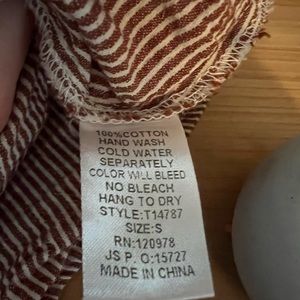 100%COTTON
HAND WASH
COLD WATER
SEPARATELY
COLOR WILL BLEED
NO BLEACH
HANG TO DRY
STYLE:T14787
SIZE:S
RN:120978
JS P. O:15727
MADE IN CHINA